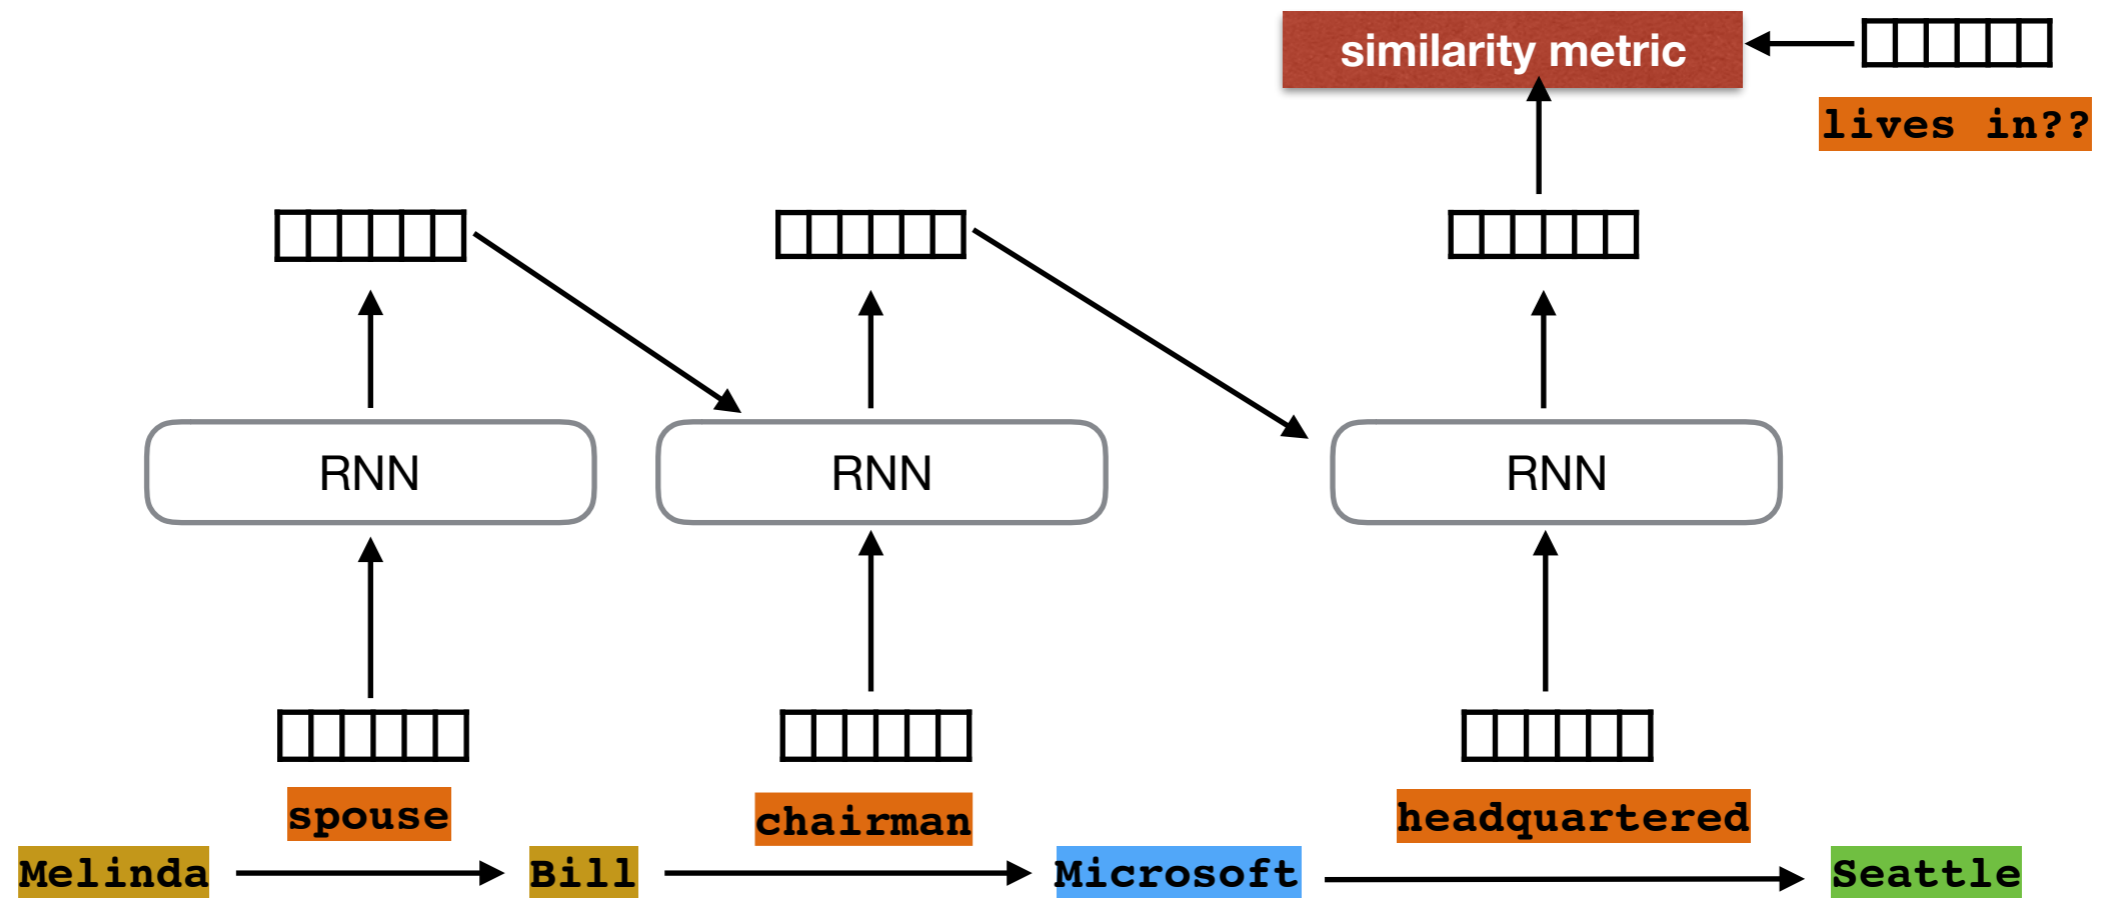 similarity metric
lives in??
RNN
RNN
RNN
spouse
chairman
headquartered
Melinda
Bill
Microsoft
Seattle